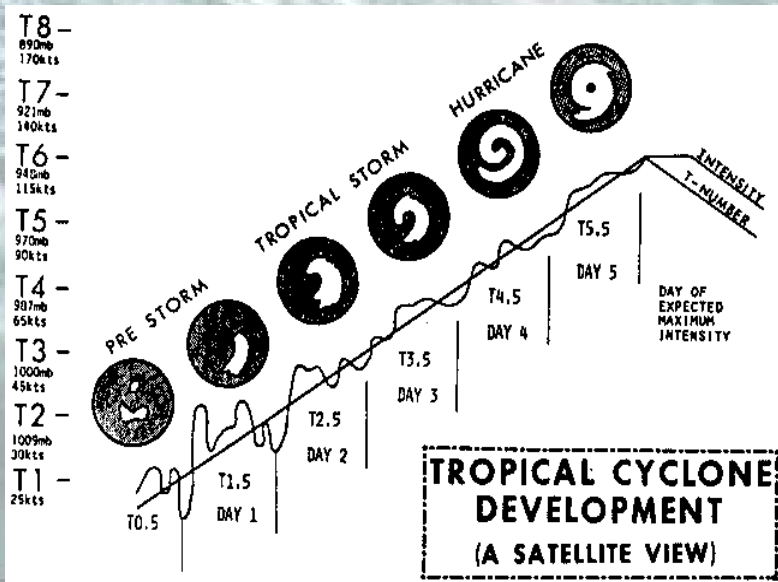 T8
890mb
170kts
T7
921mb
140kts
T6
948mb
115kts
T5
970mb
90kts
T4
987mb
65kts
T3
1000mb
45kts
T2
1009mb
30kts
T1
25kts
PRE STORM
TROPICAL STORM
HURRICANE
INTENSITY
T-NUMBER
T0.5
T1.5
DAY 1
T2.5
DAY 2
T3.5
DAY 3
T4.5
DAY 4
T5.5
DAY 5
DAY OF
EXPECTED
MAXIMUM
INTENSITY
TROPICAL CYCLONE
DEVELOPMENT
(A SATELLITE VIEW)